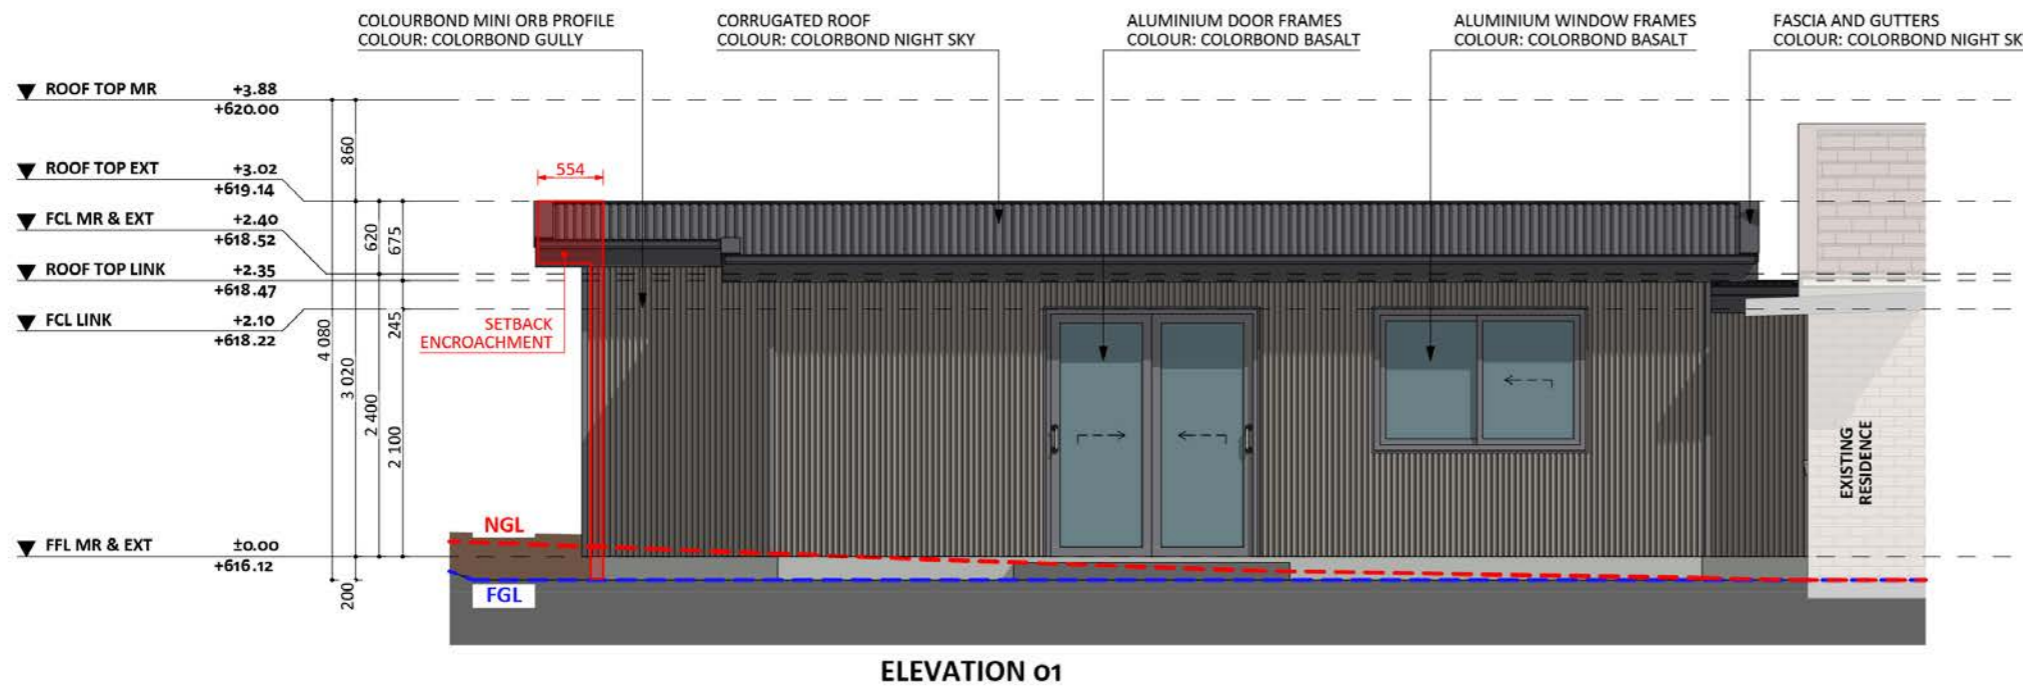 COLOURBOND MINI ORB PROFILE
COLOUR: COLORBOND GULLY
CORRUGATED ROOF
COLOUR: COLORBOND NIGHT SKY
ALUMINIUM DOOR FRAMES
COLOUR: COLORBOND BASALT
ALUMINIUM WINDOW FRAMES
COLOUR: COLORBOND BASALT
FASCIA AND GUTTERS
COLOUR: COLORBOND NIGHT SK
ROOF TOP MR +3.88
+620.00
ROOF TOP EXT +3.02
+619.14
FCL MR & EXT +2.40
+618.52
ROOF TOP LINK +2.35
+618.47
FCL LINK +2.10
+618.22
FFL MR & EXT ±0.00
+616.12
4 080
860
3 020
200
620
2 400
675
245
2 100
554
SETBACK
ENCROACHMENT
NGL
FGL
EXISTING
RESIDENCE
ELEVATION 01